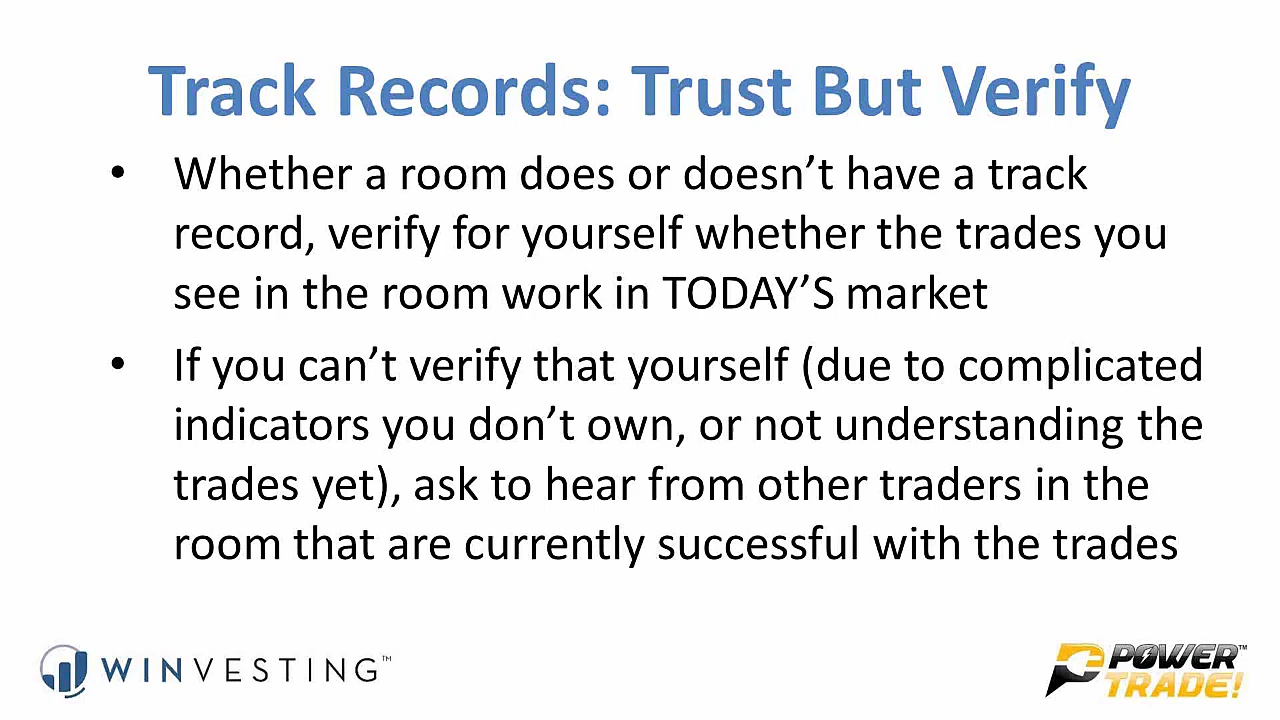 Track Records: Trust But Verify
• Whether a room does or doesn’t have a track
record, verify for yourself whether the trades you
see in the room work in TODAY’S market
• If you can’t verify that yourself (due to complicated
indicators you don’t own, or not understanding the
trades yet), ask to hear from other traders in the
room that are currently successful with the trades
WINVESTING™
POWER™
TRADE!